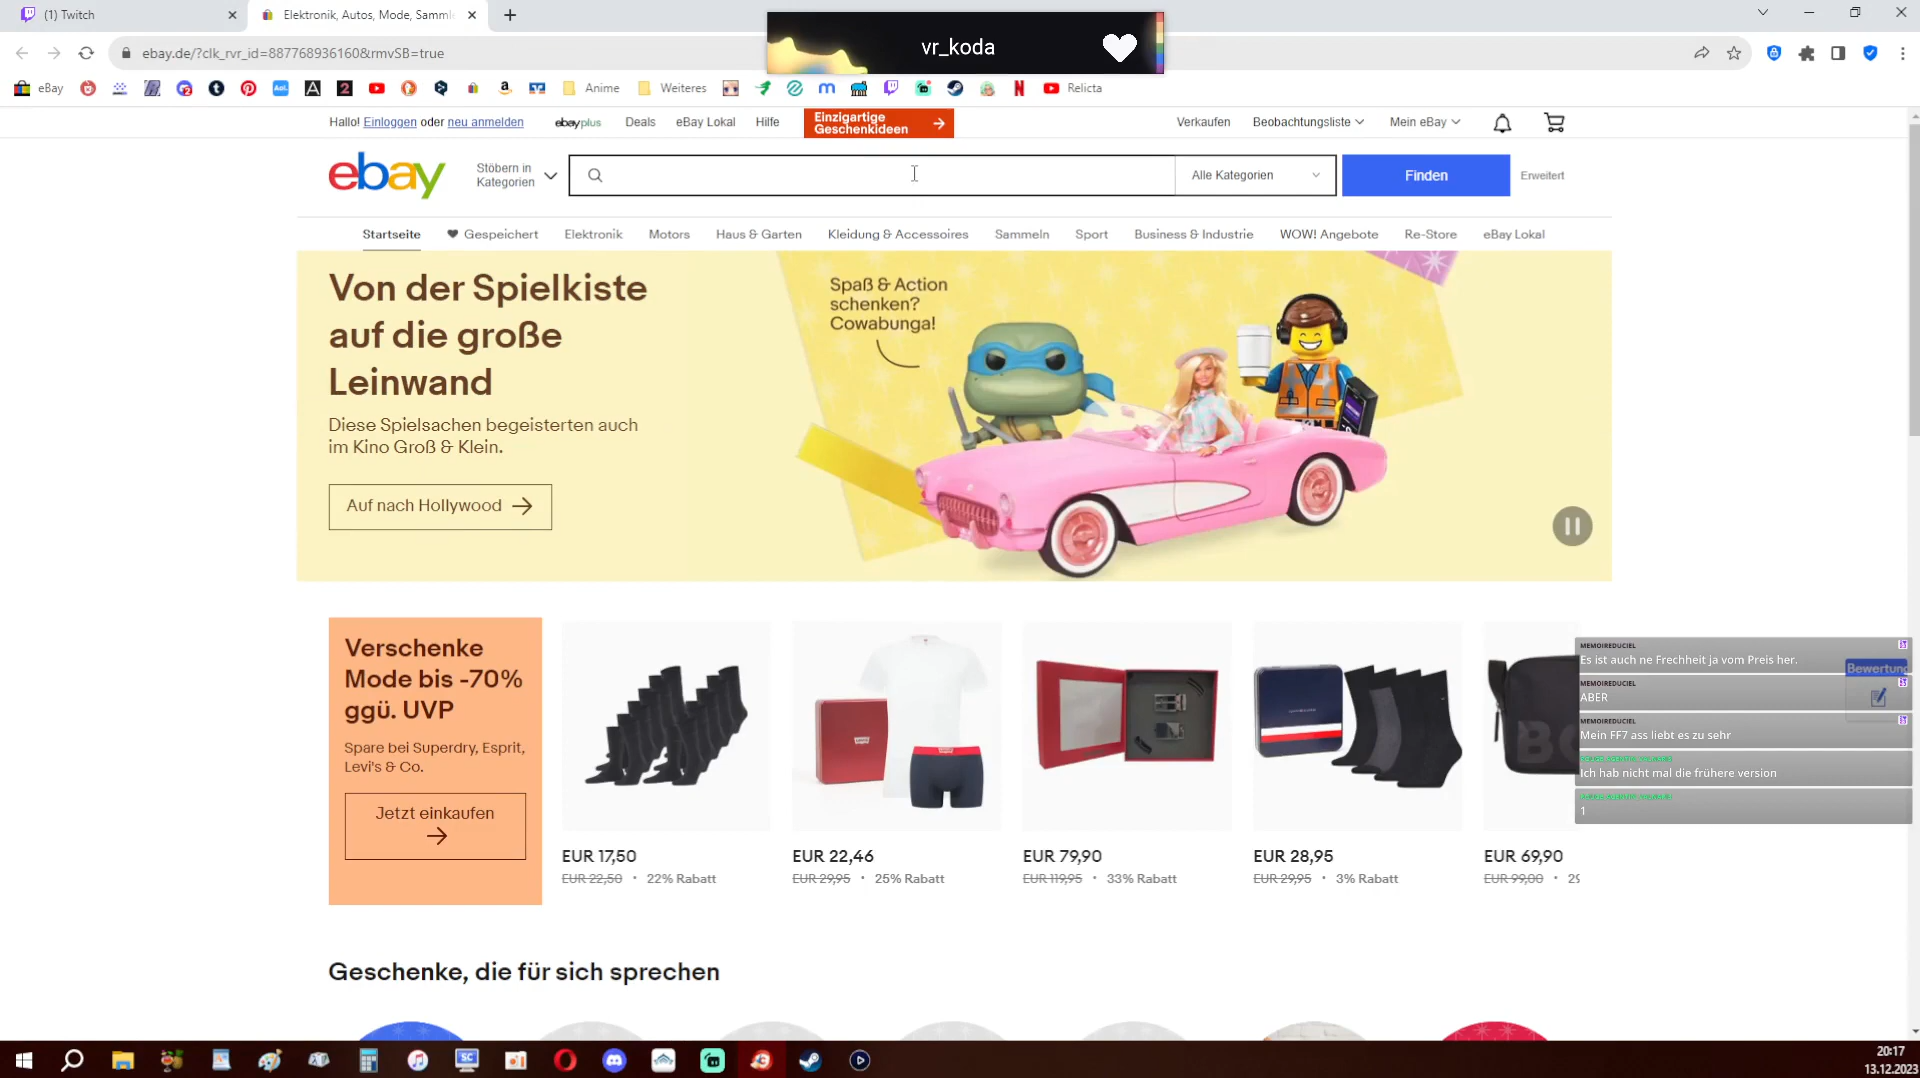 (1) Twitch
Elektronik, Autos, Mode, Samml
vr_koda
ebay.de/?clk_rvr_id=887768936160&rmvSB=true
eBay
Anime
Weiteres
Relicta
Hallo! Einloggen oder neu anmelden
ebayplus
Deals
eBay Lokal
Hilfe
Einzigartige
Geschenkideen
Verkaufen
Beobachtungsliste
Mein eBay
ebay
Stöbern in
Kategorien
Alle Kategorien
Finden
Erweitert
Startseite
Gespeichert
Elektronik
Motors
Haus & Garten
Kleidung & Accessoires
Sammeln
Sport
Business & Industrie
WOW! Angebote
Re-Store
eBay Lokal
Von der Spielkiste
auf die große
Leinwand
Diese Spielsachen begeisterten auch
im Kino Groß & Klein.
Auf nach Hollywood
Spaß & Action
schenken?
Cowabunga!
Verschenke
Mode bis -70%
ggü. UVP
Spare bei Superdry, Esprit,
Levi's & Co.
Jetzt einkaufen
EUR 17,50
EUR 22,50 • 22% Rabatt
EUR 22,46
EUR 29,95 • 25% Rabatt
EUR 79,90
EUR 119,95 • 33% Rabatt
EUR 28,95
EUR 29,95 • 3% Rabatt
EUR 69,90
EUR 99,00 • 29
MEMOIREDUCIEL
Es ist auch ne Frechheit ja vom Preis her.
Bewertung
MEMOIREDUCIEL
ABER
MEMOIREDUCIEL
Mein FF7 ass liebt es zu sehr
Ich hab nicht mal die frühere version
1
Geschenke, die für sich sprechen
20:17
13.12.2023